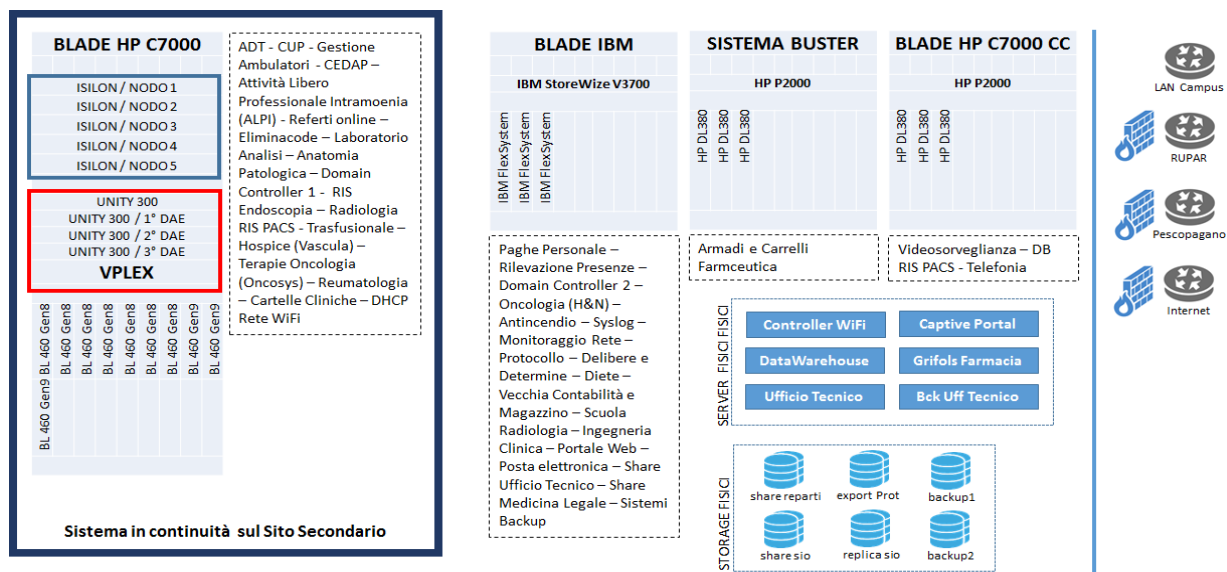 BLADE HP C7000
ISILON / NODO 1
ISILON / NODO 2
ISILON / NODO 3
ISILON / NODO 4
ISILON / NODO 5
UNITY 300
UNITY 300 / 1° DAE
UNITY 300 / 2° DAE
UNITY 300 / 3° DAE
VPLEX
BL 460 Gen8
BL 460 Gen8
BL 460 Gen8
BL 460 Gen8
BL 460 Gen8
BL 460 Gen8
BL 460 Gen9
BL 460 Gen9
BL 460 Gen9
ADT - CUP - Gestione
Ambulatori - CEDAP –
Attività Libero
Professionale Intramoenia
(ALPI) - Referti online –
Eliminacode – Laboratorio
Analisi – Anatomia
Patologica – Domain
Controller 1 - RIS
Endoscopia – Radiologia
RIS PACS - Trasfusionale –
Hospice (Vascula) –
Terapie Oncologia
(Oncosys) – Reumatologia
– Cartelle Cliniche – DHCP
Rete WiFi
Sistema in continuità sul Sito Secondario
BLADE IBM
IBM StoreWize V3700
IBM FlexSystem
IBM FlexSystem
IBM FlexSystem
Paghe Personale –
Rilevazione Presenze –
Domain Controller 2 –
Oncologia (H&N) –
Antincendio – Syslog –
Monitoraggio Rete –
Protocollo – Delibere e
Determine – Diete –
Vecchia Contabilità e
Magazzino – Scuola
Radiologia – Ingegneria
Clinica – Portale Web –
Posta elettronica – Share
Ufficio Tecnico – Share
Medicina Legale – Sistemi
Backup
SISTEMA BUSTER
HP P2000
HP DL380
HP DL380
HP DL380
Armadi e Carrelli
Farmceutica
BLADE HP C7000 CC
HP P2000
HP DL380
HP DL380
HP DL380
Videosorveglianza – DB
RIS PACS - Telefonia
SERVER FISICI FISICI
Controller WiFi
Captive Portal
DataWarehouse
Grifols Farmacia
Ufficio Tecnico
Bck Uff Tecnico
STORAGE FISICI
share reparti
export Prot
backup1
share sio
replica sio
backup2
LAN Campus
RUPAR
Pescopagano
Internet